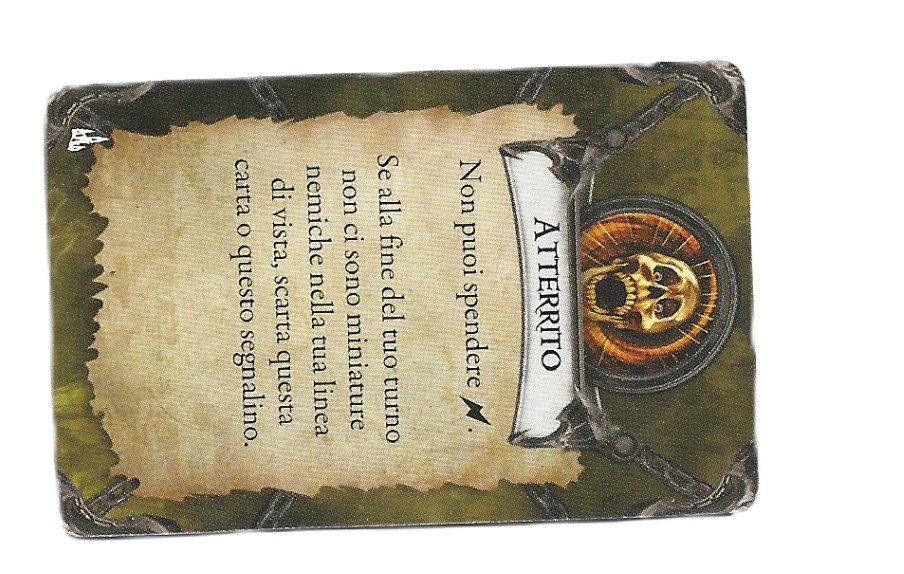 ATTERRITO
Non puoi spendere .
Se alla fine del tuo turno
non ci sono miniature
nemiche nella tua linea
di vista, scarta questa
carta o questo segnalino.